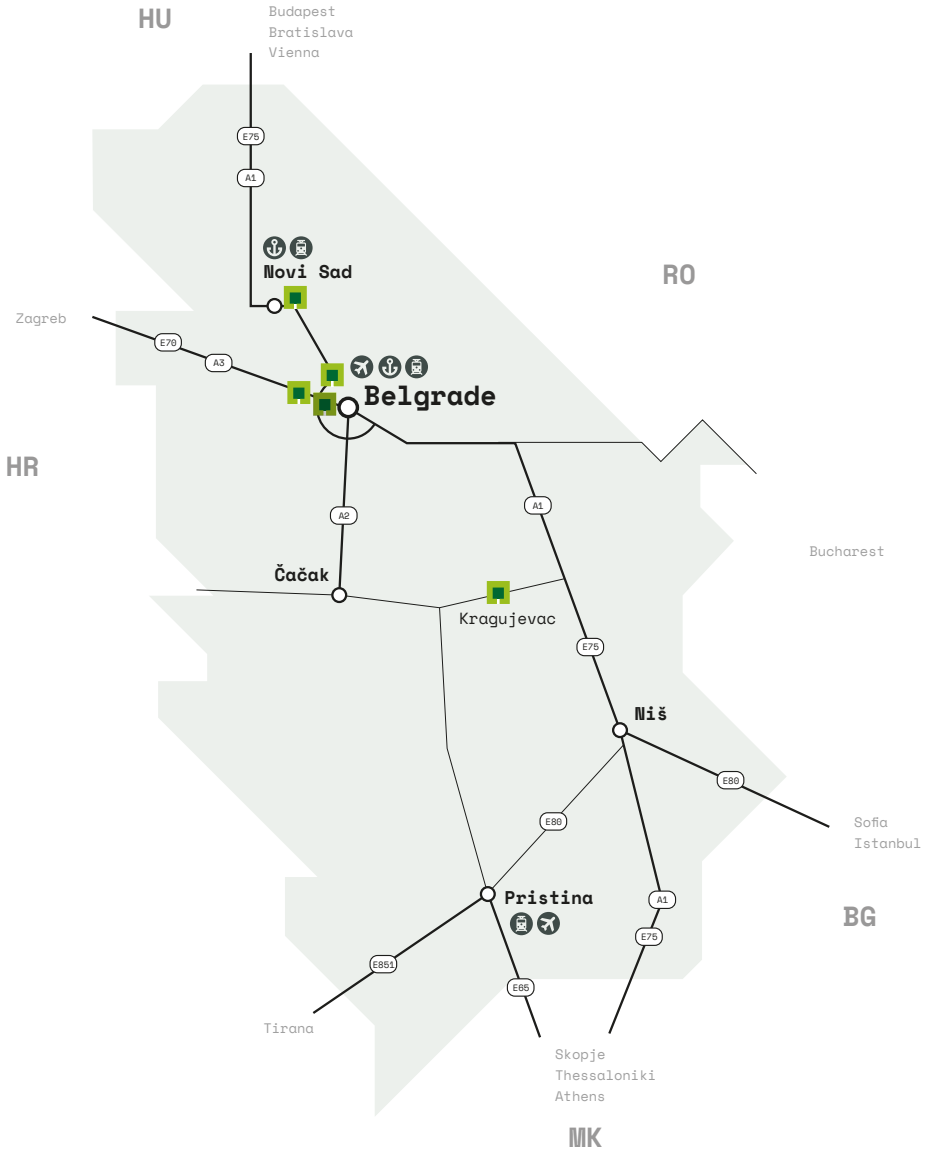 HU
Budapest
Bratislava
Vienna
E75
A1
Novi Sad
RO
Zagreb
E70
A3
Belgrade
HR
A1
A2
Bucharest
Čačak
Kragujevac
E75
Niš
E80
E80
Sofia
Istanbul
Pristina
A1
BG
E75
E851
E65
Tirana
Skopje
Thessaloniki
Athens
MK